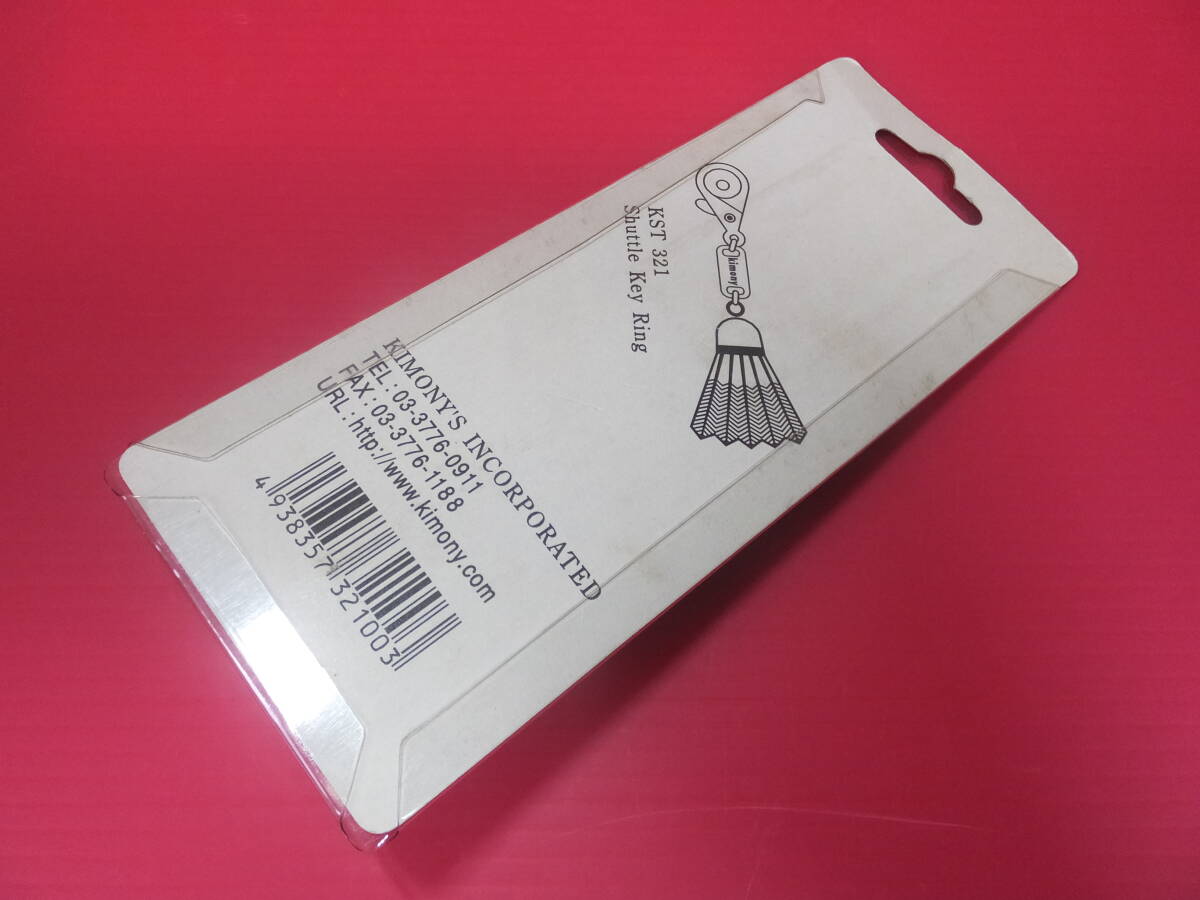 kimony
KST 321
Shuttle Key Ring
KIMONY'S INCORPORATED
TEL:03-3776-0911
FAX:03-3776-1188
URL:http://www.kimony.com
4 938357 321003